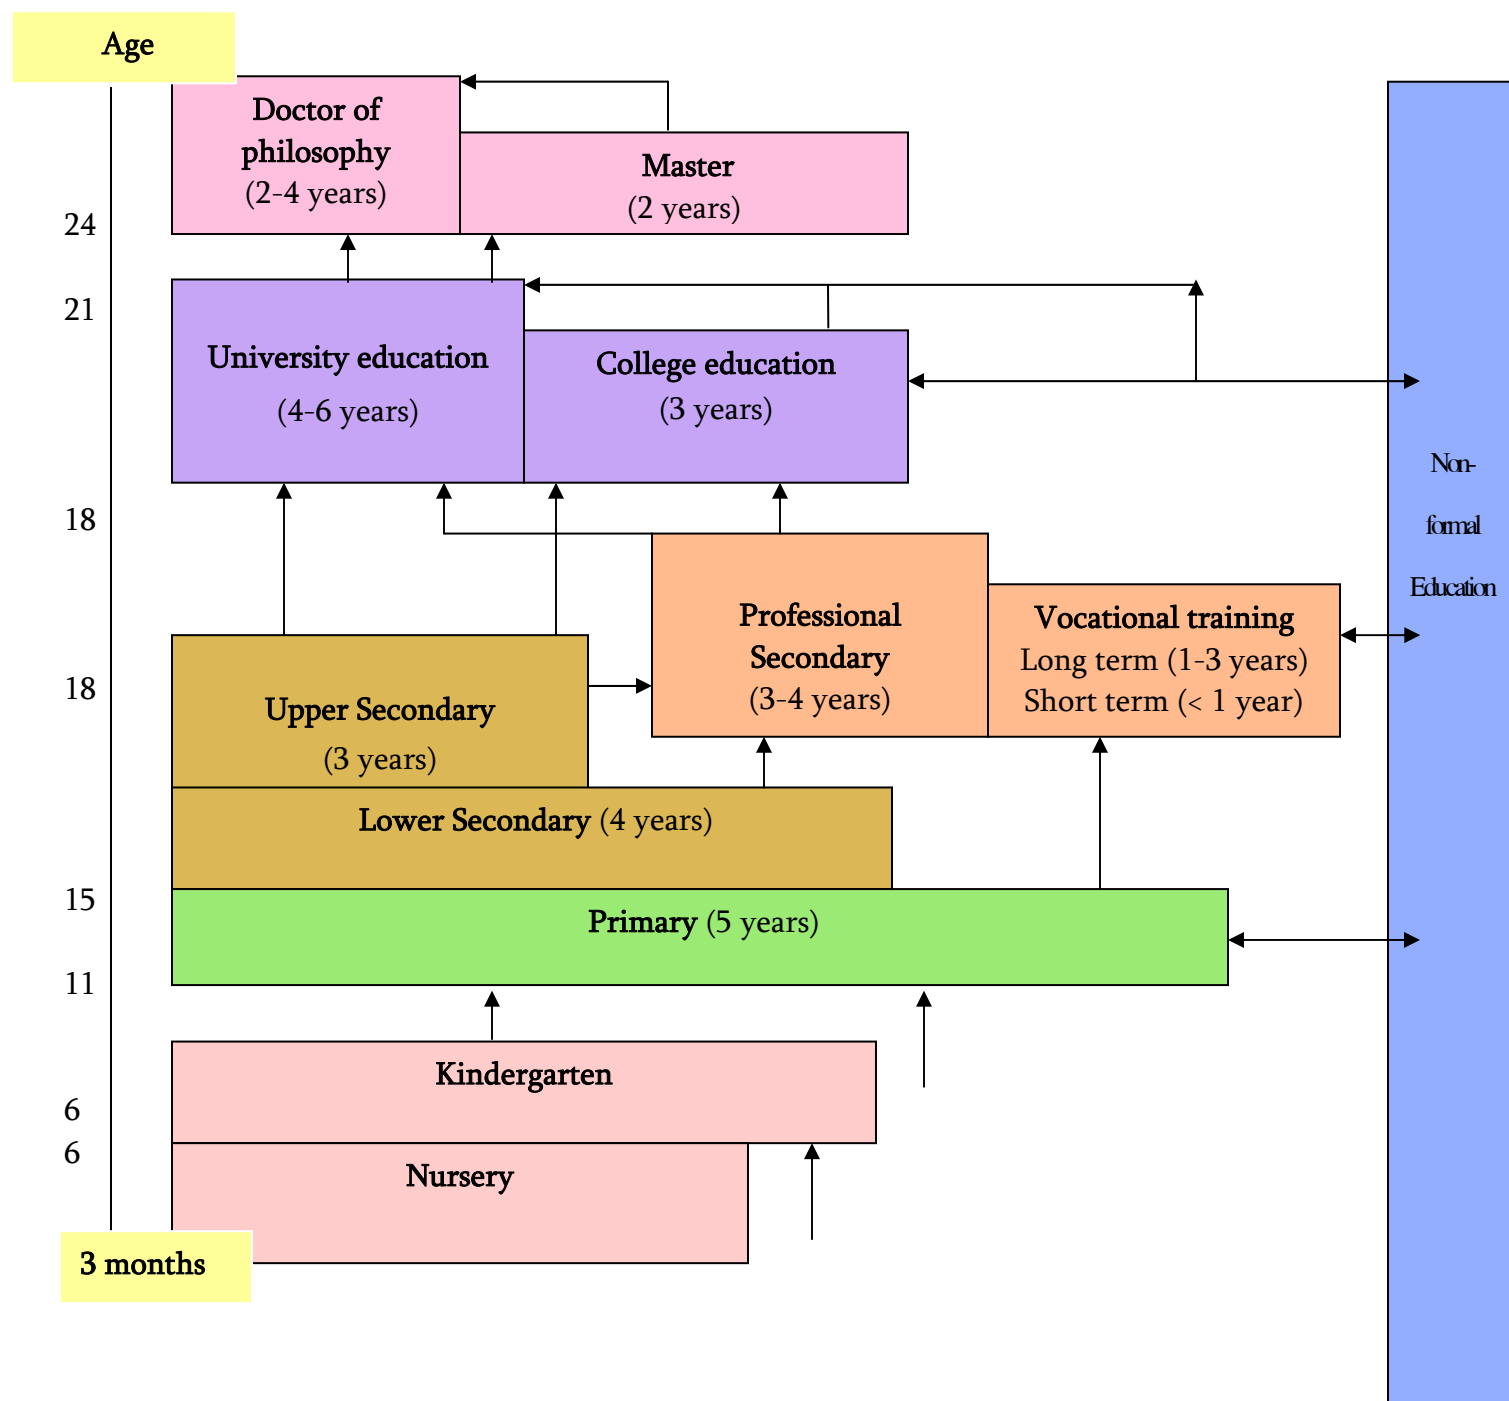 Age
Doctor of
philosophy
(2-4 years)
Master
(2 years)
24
21
University education
(4-6 years)
College education
(3 years)
Non-
formal
Education
18
Professional
Secondary
(3-4 years)
Vocational training
Long term (1-3 years)
Short term (< 1 year)
18
Upper Secondary
(3 years)
Lower Secondary (4 years)
15
Primary (5 years)
11
Kindergarten
6
6
Nursery
3 months